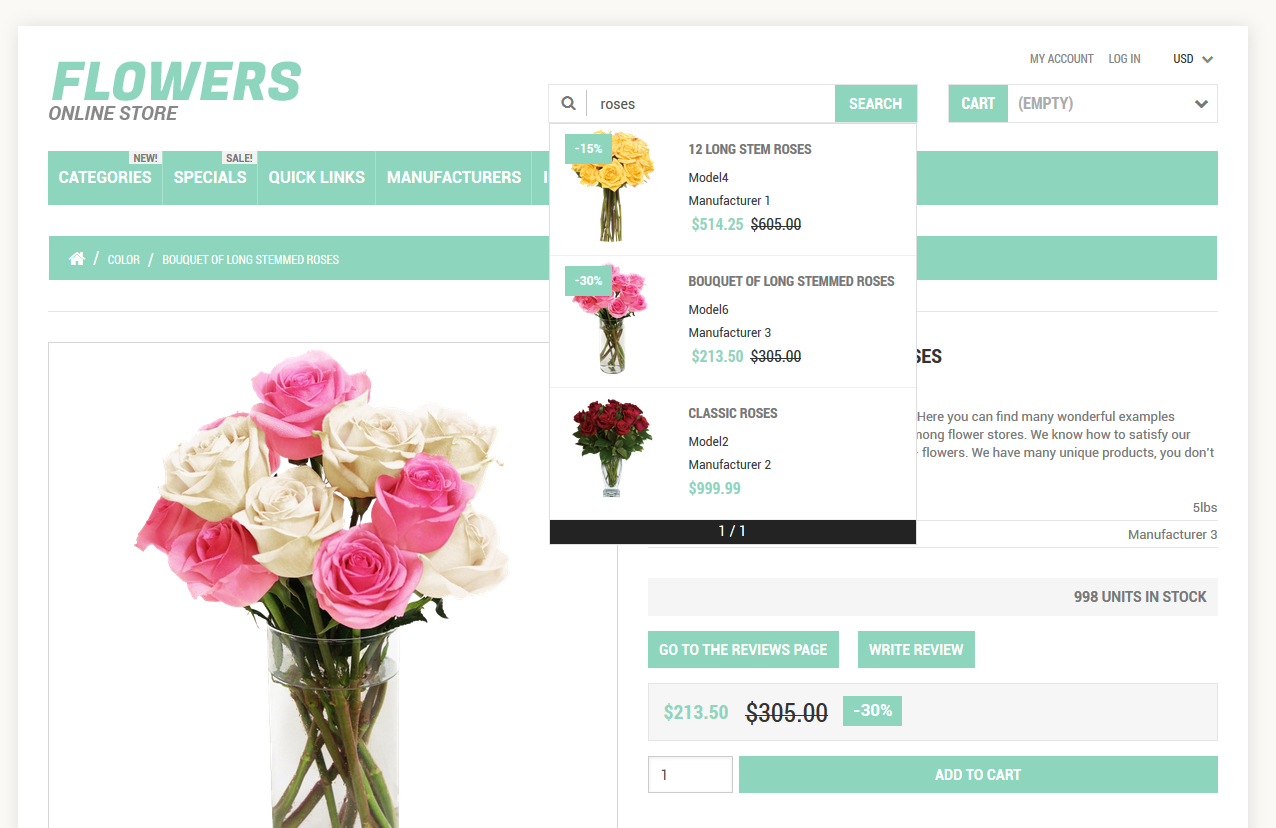 MY ACCOUNT LOG IN USD
FLOWERS
ONLINE STORE
roses
SEARCH
CART (EMPTY)
NEW!
SALE!
CATEGORIES SPECIALS QUICK LINKS MANUFACTURERS
/ COLOR / BOUQUET OF LONG STEMMED ROSES
-15%
12 LONG STEM ROSES
Model4
Manufacturer 1
$514.25 $605.00
-30%
BOUQUET OF LONG STEMMED ROSES
Model6
Manufacturer 3
$213.50 $305.00
CLASSIC ROSES
Model2
Manufacturer 2
$999.99
1 / 1
Here you can find many wonderful examples
flower stores. We know how to satisfy our
flowers. We have many unique products, you don't
5lbs
Manufacturer 3
998 UNITS IN STOCK
GO TO THE REVIEWS PAGE WRITE REVIEW
$213.50 $305.00 -30%
1 ADD TO CART